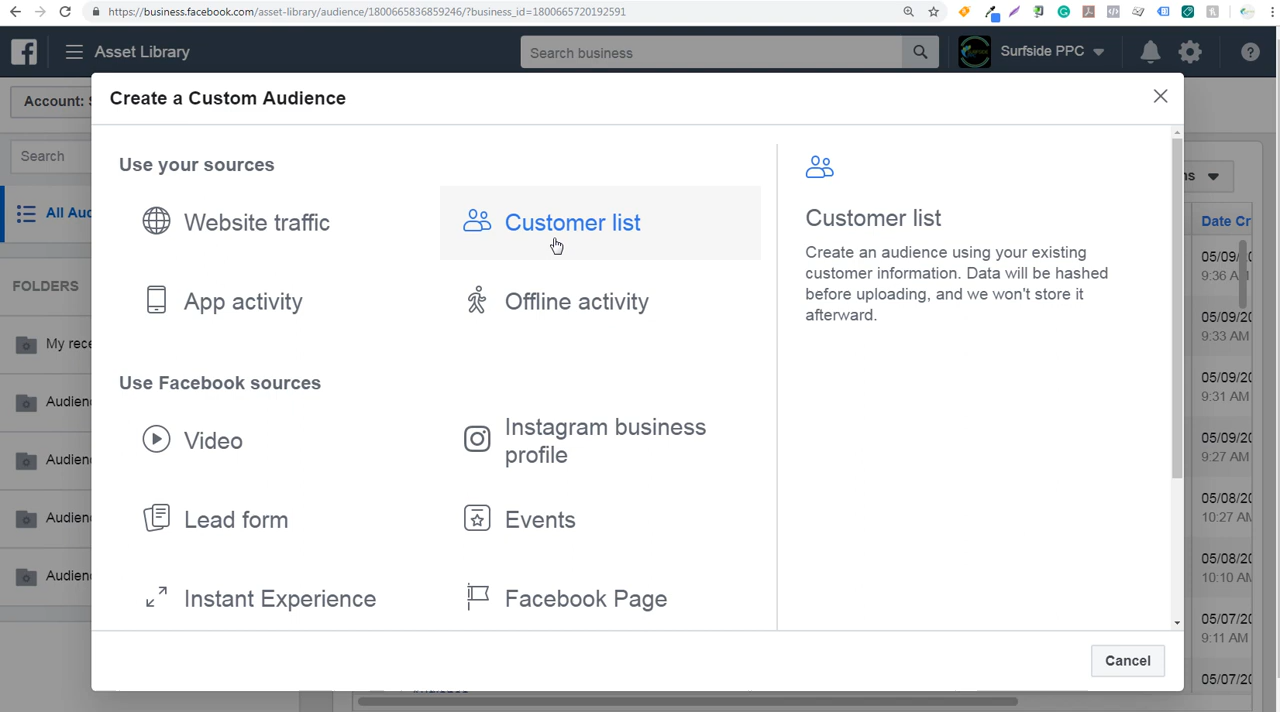 https://business.facebook.com/asset-library/audience/1800665836859246/?business_id=1800665720192591
Asset Library
Search business
Surfside PPC
Account:
Create a Custom Audience
Search
Use your sources
All Auc
Website traffic
Customer list
Customer list
Create an audience using your existing
customer information. Data will be hashed
before uploading, and we won't store it
afterward.
Date Cr
05/09/20
9:36 AM
FOLDERS
App activity
Offline activity
05/09/20
9:33 AM
My rece
Use Facebook sources
05/09/20
9:31 AM
Audien
Video
Instagram business
profile
05/09/20
9:27 AM
Audien
Lead form
Events
05/08/20
10:27 AM
Audien
05/08/20
10:10 AM
Audien
Instant Experience
Facebook Page
05/07/20
9:11 AM
Cancel
05/07/20